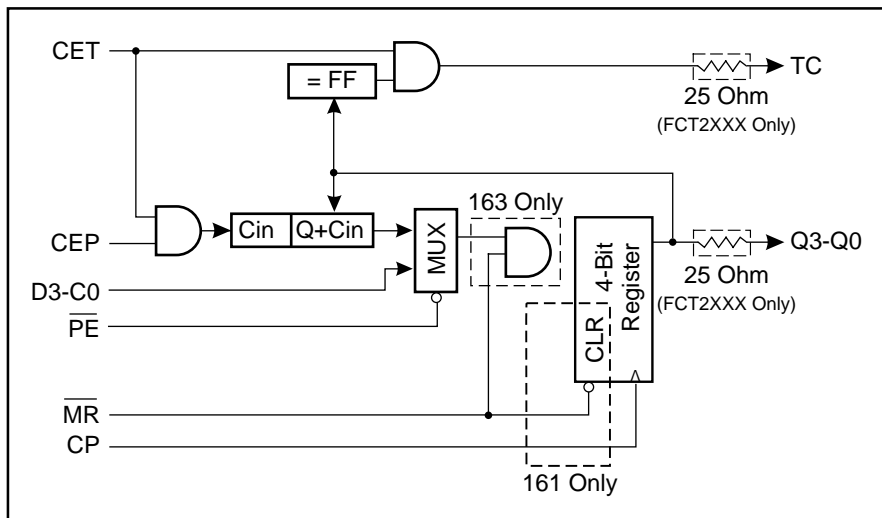 CET
= FF
TC
25 Ohm
(FCT2XXX Only)
163 Only
CEP
Cin
Q+Cin
MUX
4-Bit
Register
CLR
Q3-Q0
25 Ohm
(FCT2XXX Only)
D3-C0
PE
MR
CP
161 Only